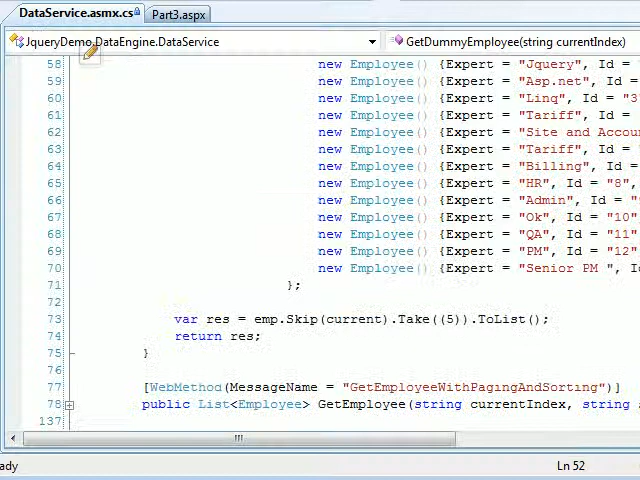 DataService.asmx.cs Part3.aspx
JqueryDemo.DataEngine.DataService GetDummyEmployee(string currentIndex)
58 new Employee() {Expert = "Jquery", Id =
59 new Employee() {Expert = "Asp.net", Id =
60 new Employee() {Expert = "Linq", Id = "3"
61 new Employee() {Expert = "Tariff", Id =
62 new Employee() {Expert = "Site and Accou
63 new Employee() {Expert = "Tariff", Id =
64 new Employee() {Expert = "Billing", Id =
65 new Employee() {Expert = "HR", Id = "8",
66 new Employee() {Expert = "Admin", Id = "
67 new Employee() {Expert = "Ok", Id = "10"
68 new Employee() {Expert = "QA", Id = "11"
69 new Employee() {Expert = "PM", Id = "12"
70 new Employee() {Expert = "Senior PM ", I
71 };
72
73 var res = emp.Skip(current).Take((5)).ToList();
74 return res;
75 }
76
77 [WebMethod(MessageName = "GetEmployeeWithPagingAndSorting")]
78 public List<Employee> GetEmployee(string currentIndex, string
137
ady Ln 52